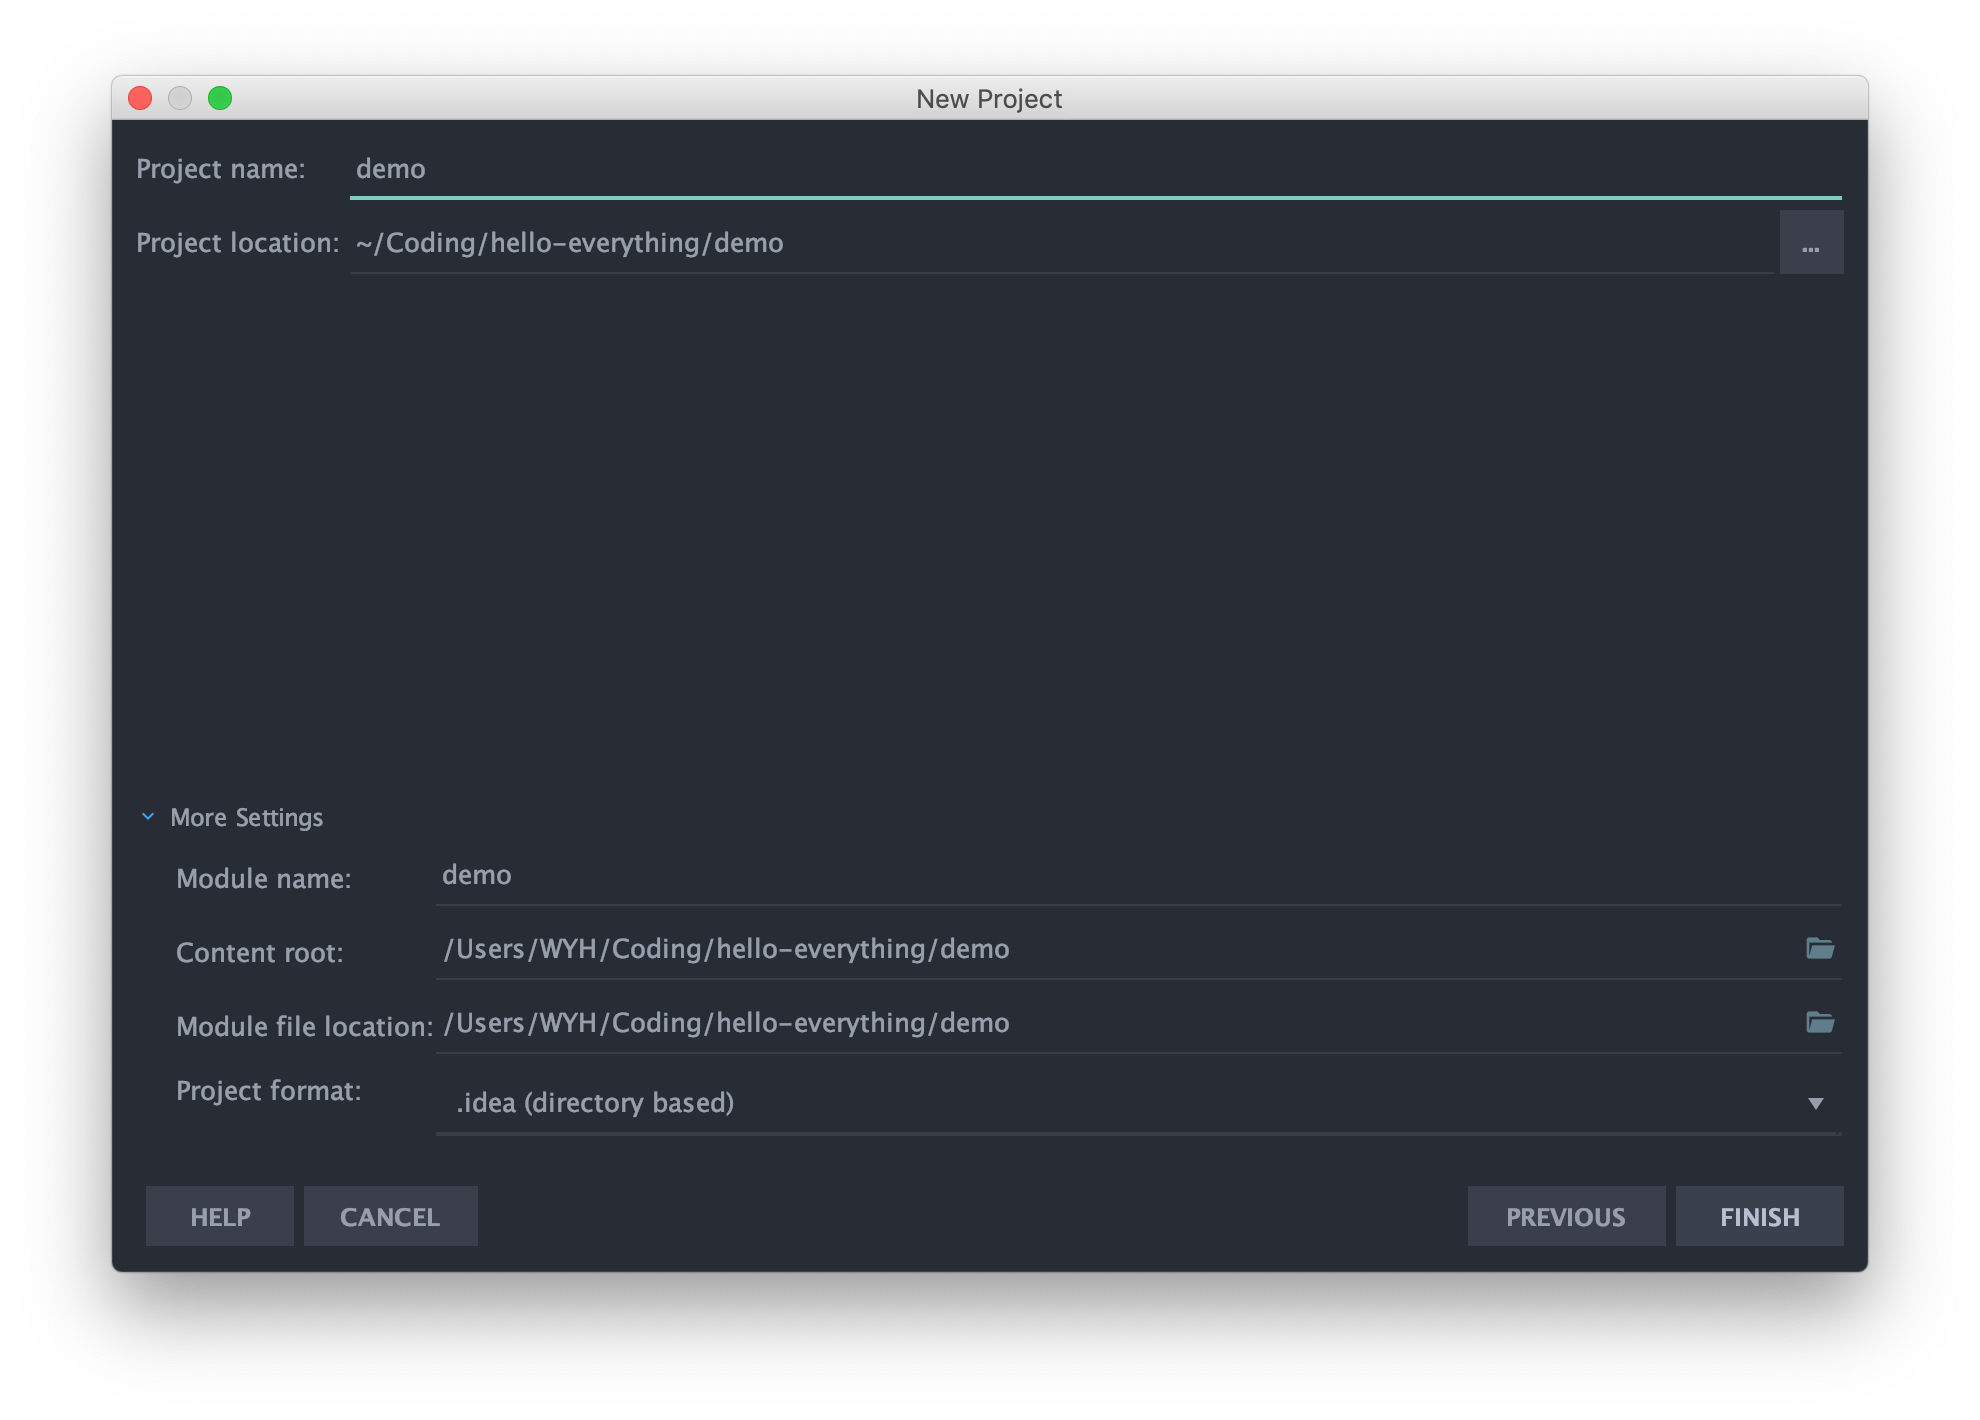 New Project
Project name: demo
Project location: ~/Coding/hello-everything/demo ...
More Settings
Module name: demo
Content root: /Users/WYH/Coding/hello-everything/demo
Module file location: /Users/WYH/Coding/hello-everything/demo
Project format: .idea (directory based)
HELP CANCEL PREVIOUS FINISH